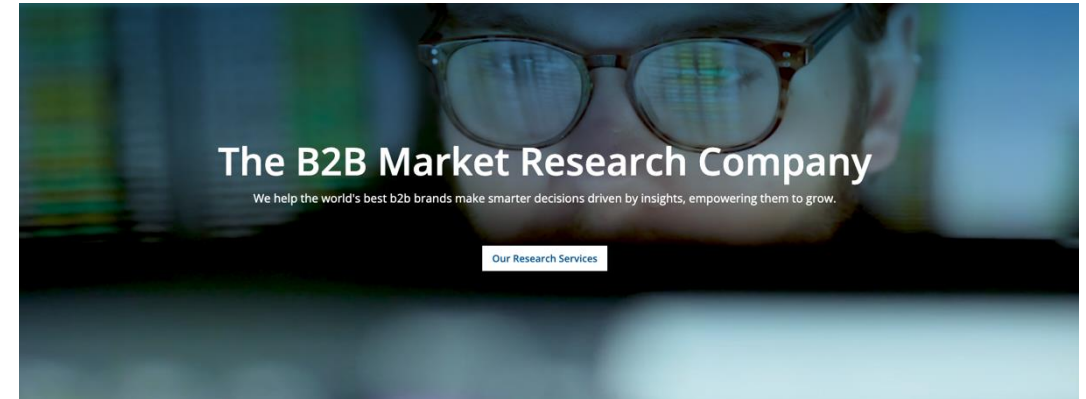 The B2B Market Research Company
We help the world's best b2b brands make smarter decisions driven by insights, empowering them to grow.
Our Research Services